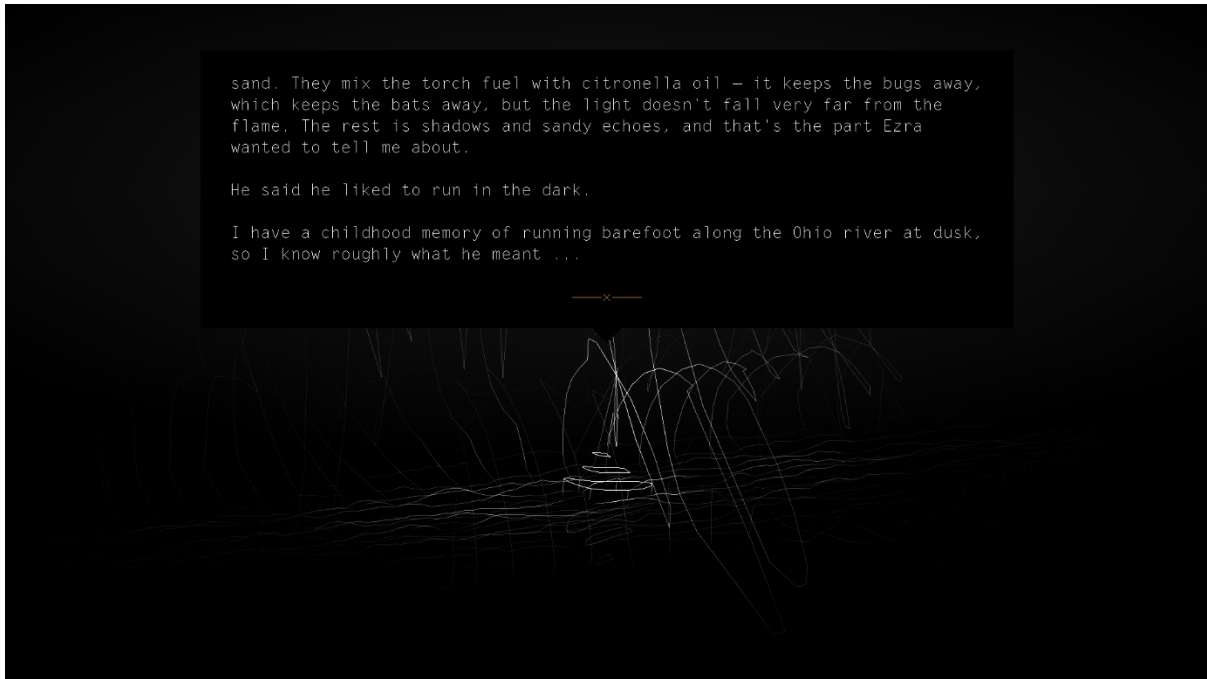 sand. They mix the torch fuel with citronella oil — it keeps the bugs away,
which keeps the bats away, but the light doesn't fall very far from the
flame. The rest is shadows and sandy echoes, and that's the part Ezra
wanted to tell me about.
He said he liked to run in the dark.
I have a childhood memory of running barefoot along the Ohio river at dusk,
so I know roughly what he meant ...